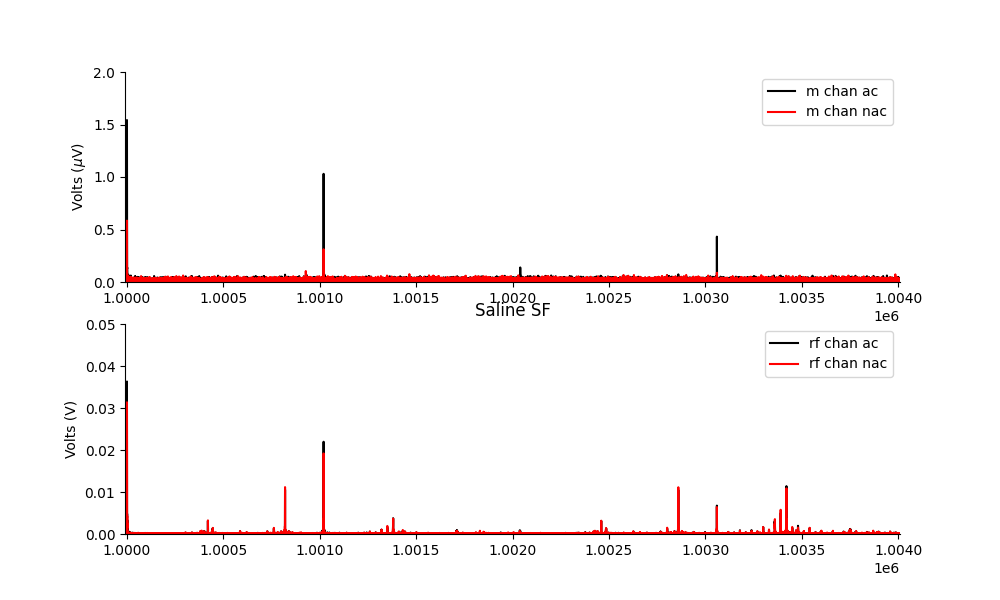 2.0
1.5
1.0
0.5
0.0
Volts (μV)
m chan ac
m chan nac
1.0000 1.0005 1.0010 1.0015 1.0020 1.0025 1.0030 1.0035 1.0040
1e6
Saline SF
0.05
0.04
0.03
0.02
0.01
0.00
Volts (V)
rf chan ac
rf chan nac
1.0000 1.0005 1.0010 1.0015 1.0020 1.0025 1.0030 1.0035 1.0040
1e6